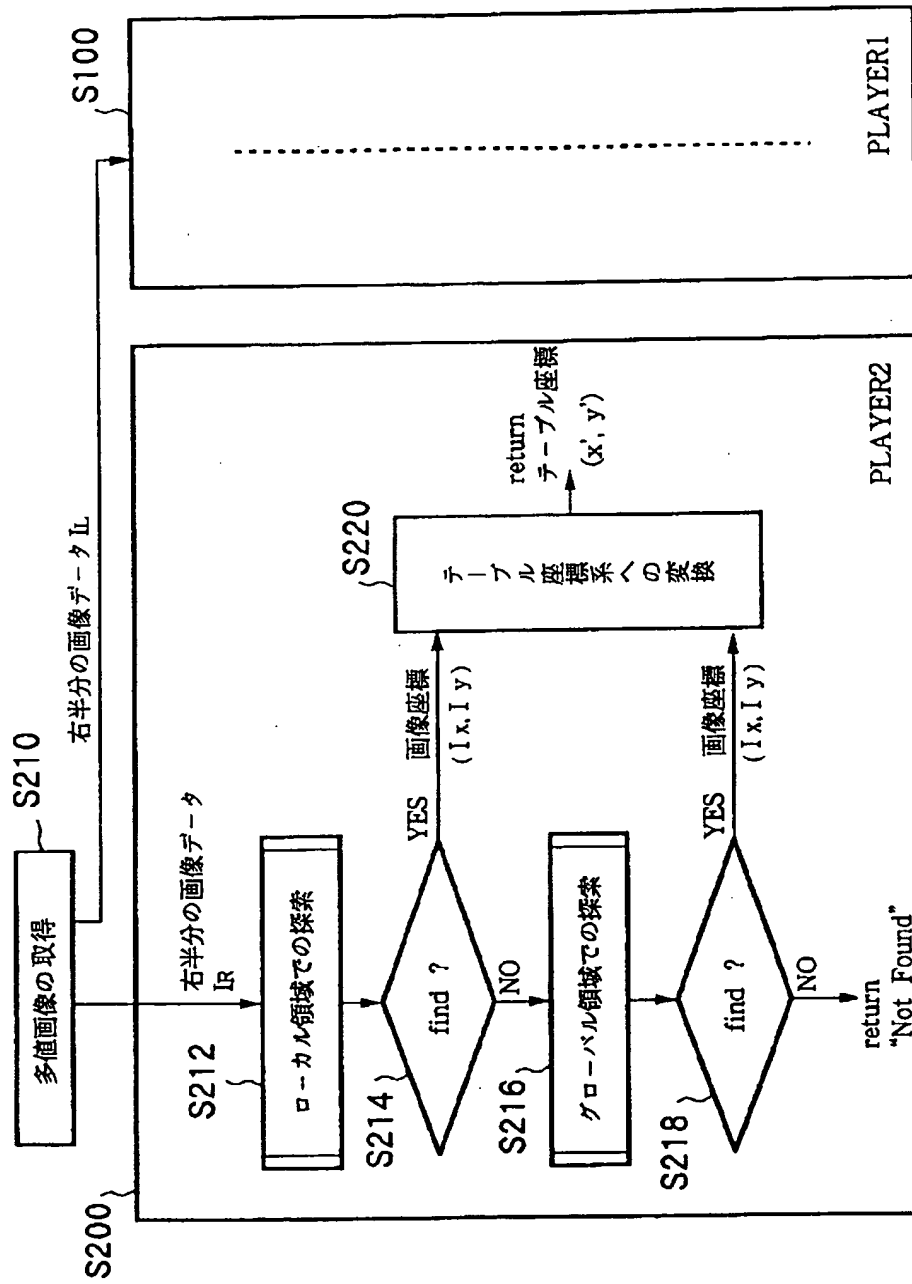 S210
多値画像の取得
右半分の画像データ IL
S200
S100
右半分の画像データ
IR
S212
ローカル領域での探索
S214
find ?
YES
画像座標
(Ix, Iy)
NO
S216
グローバル領域での探索
S218
find ?
YES
画像座標
(Ix, Iy)
NO
return
“Not Found”
S220
テーブル座標系への変換
return
テーブル座標
(x', y')
PLAYER2
PLAYER1